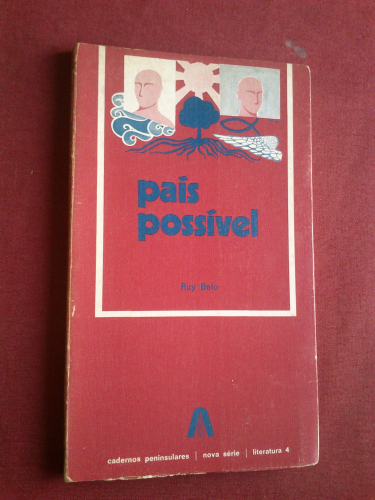 país
possível
Ruy Belo
cadernos peninsulares | nova série | literatura 4